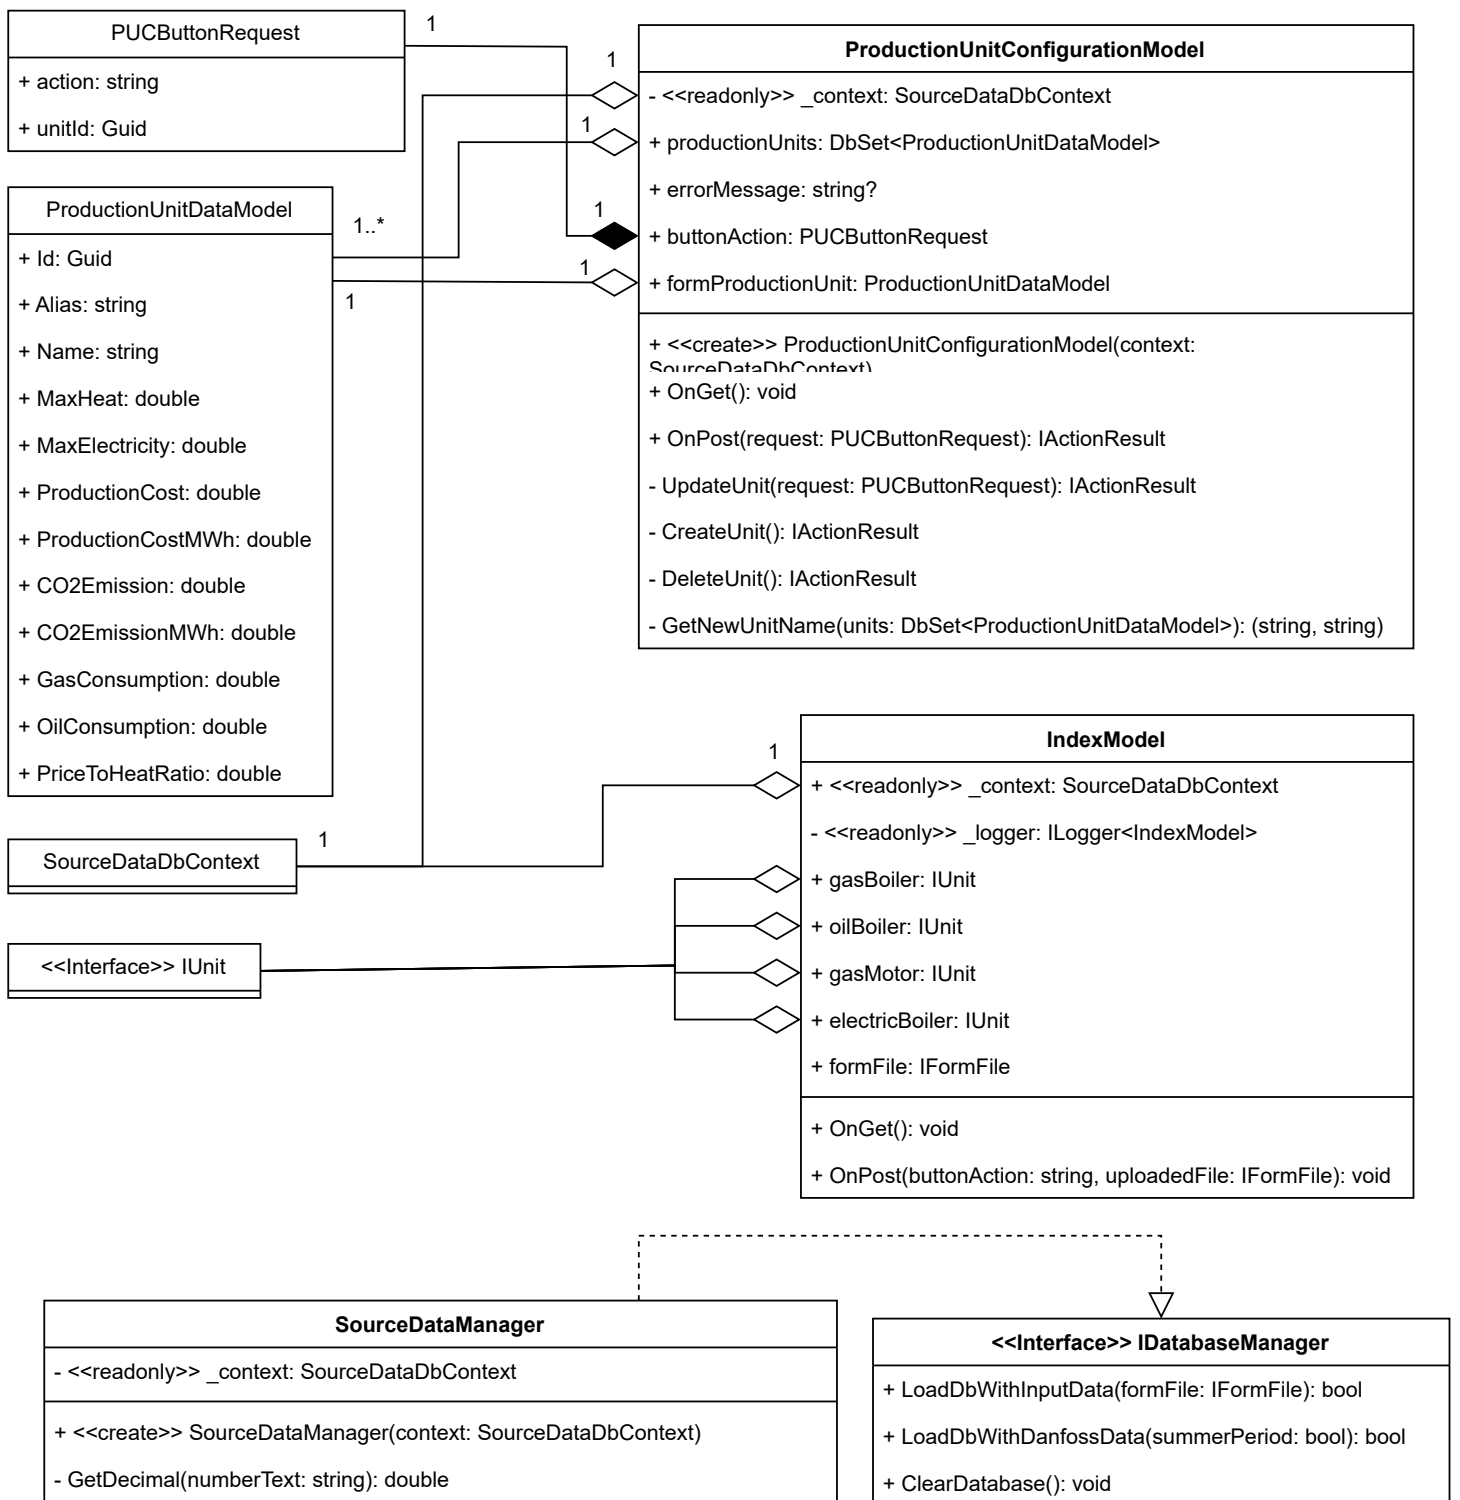 PUCButtonRequest
+ action: string
+ unitId: Guid
1
1
1
1
1
1..*
1
ProductionUnitConfigurationModel
- <<readonly>> _context: SourceDataDbContext
+ productionUnits: DbSet<ProductionUnitDataModel>
+ errorMessage: string?
+ buttonAction: PUCButtonRequest
+ formProductionUnit: ProductionUnitDataModel
+ <<create>> ProductionUnitConfigurationModel(context:
SourceDataDbContext)
+ OnGet(): void
+ OnPost(request: PUCButtonRequest): IActionResult
- UpdateUnit(request: PUCButtonRequest): IActionResult
- CreateUnit(): IActionResult
- DeleteUnit(): IActionResult
- GetNewUnitName(units: DbSet<ProductionUnitDataModel>): (string, string)
ProductionUnitDataModel
+ Id: Guid
+ Alias: string
+ Name: string
+ MaxHeat: double
+ MaxElectricity: double
+ ProductionCost: double
+ ProductionCostMWh: double
+ CO2Emission: double
+ CO2EmissionMWh: double
+ GasConsumption: double
+ OilConsumption: double
+ PriceToHeatRatio: double
1
SourceDataDbContext
<<Interface>> IUnit
1
IndexModel
+ <<readonly>> _context: SourceDataDbContext
- <<readonly>> _logger: ILogger<IndexModel>
+ gasBoiler: IUnit
+ oilBoiler: IUnit
+ gasMotor: IUnit
+ electricBoiler: IUnit
+ formFile: IFormFile
+ OnGet(): void
+ OnPost(buttonAction: string, uploadedFile: IFormFile): void
SourceDataManager
- <<readonly>> _context: SourceDataDbContext
+ <<create>> SourceDataManager(context: SourceDataDbContext)
- GetDecimal(numberText: string): double
<<Interface>> IDatabaseManager
+ LoadDbWithInputData(formFile: IFormFile): bool
+ LoadDbWithDanfossData(summerPeriod: bool): bool
+ ClearDatabase(): void